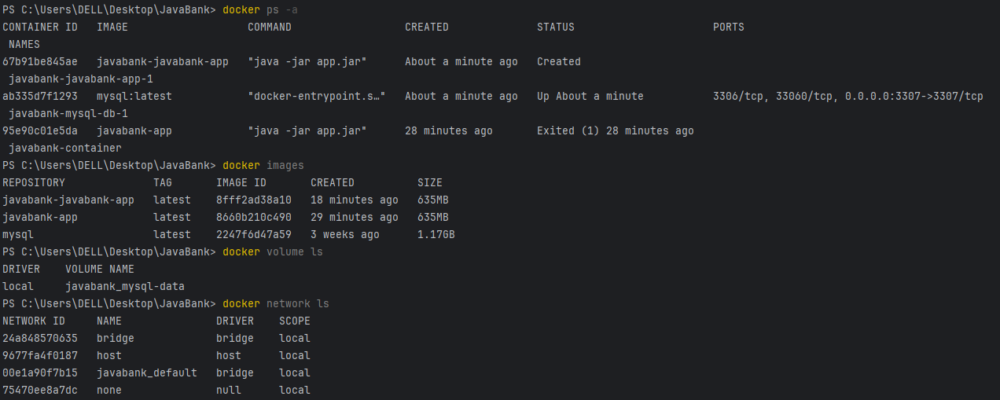 PS C:\Users\DELL\Desktop\JavaBank> docker ps -a
CONTAINER ID   IMAGE                   COMMAND                  CREATED              STATUS                      PORTS
 NAMES
67b91be845ae   javabank-javabank-app   "java -jar app.jar"      About a minute ago   Created
 javabank-javabank-app-1
ab335d7f1293   mysql:latest            "docker-entrypoint.s…"   About a minute ago   Up About a minute           3306/tcp, 33060/tcp, 0.0.0.0:3307->3307/tcp
 javabank-mysql-db-1
95e90c01e5da   javabank-app            "java -jar app.jar"      28 minutes ago       Exited (1) 28 minutes ago
 javabank-container
PS C:\Users\DELL\Desktop\JavaBank> docker images
REPOSITORY              TAG       IMAGE ID       CREATED          SIZE
javabank-javabank-app   latest    8fff2ad38a10   18 minutes ago   635MB
javabank-app            latest    8660b210c490   29 minutes ago   635MB
mysql                   latest    2247f6d47a59   3 weeks ago      1.17GB
PS C:\Users\DELL\Desktop\JavaBank> docker volume ls
DRIVER    VOLUME NAME
local     javabank_mysql-data
PS C:\Users\DELL\Desktop\JavaBank> docker network ls
NETWORK ID     NAME               DRIVER    SCOPE
24a848570635   bridge             bridge    local
9677fa4f0187   host               host      local
00e1a90f7b15   javabank_default   bridge    local
75470ee8a7dc   none               null      local